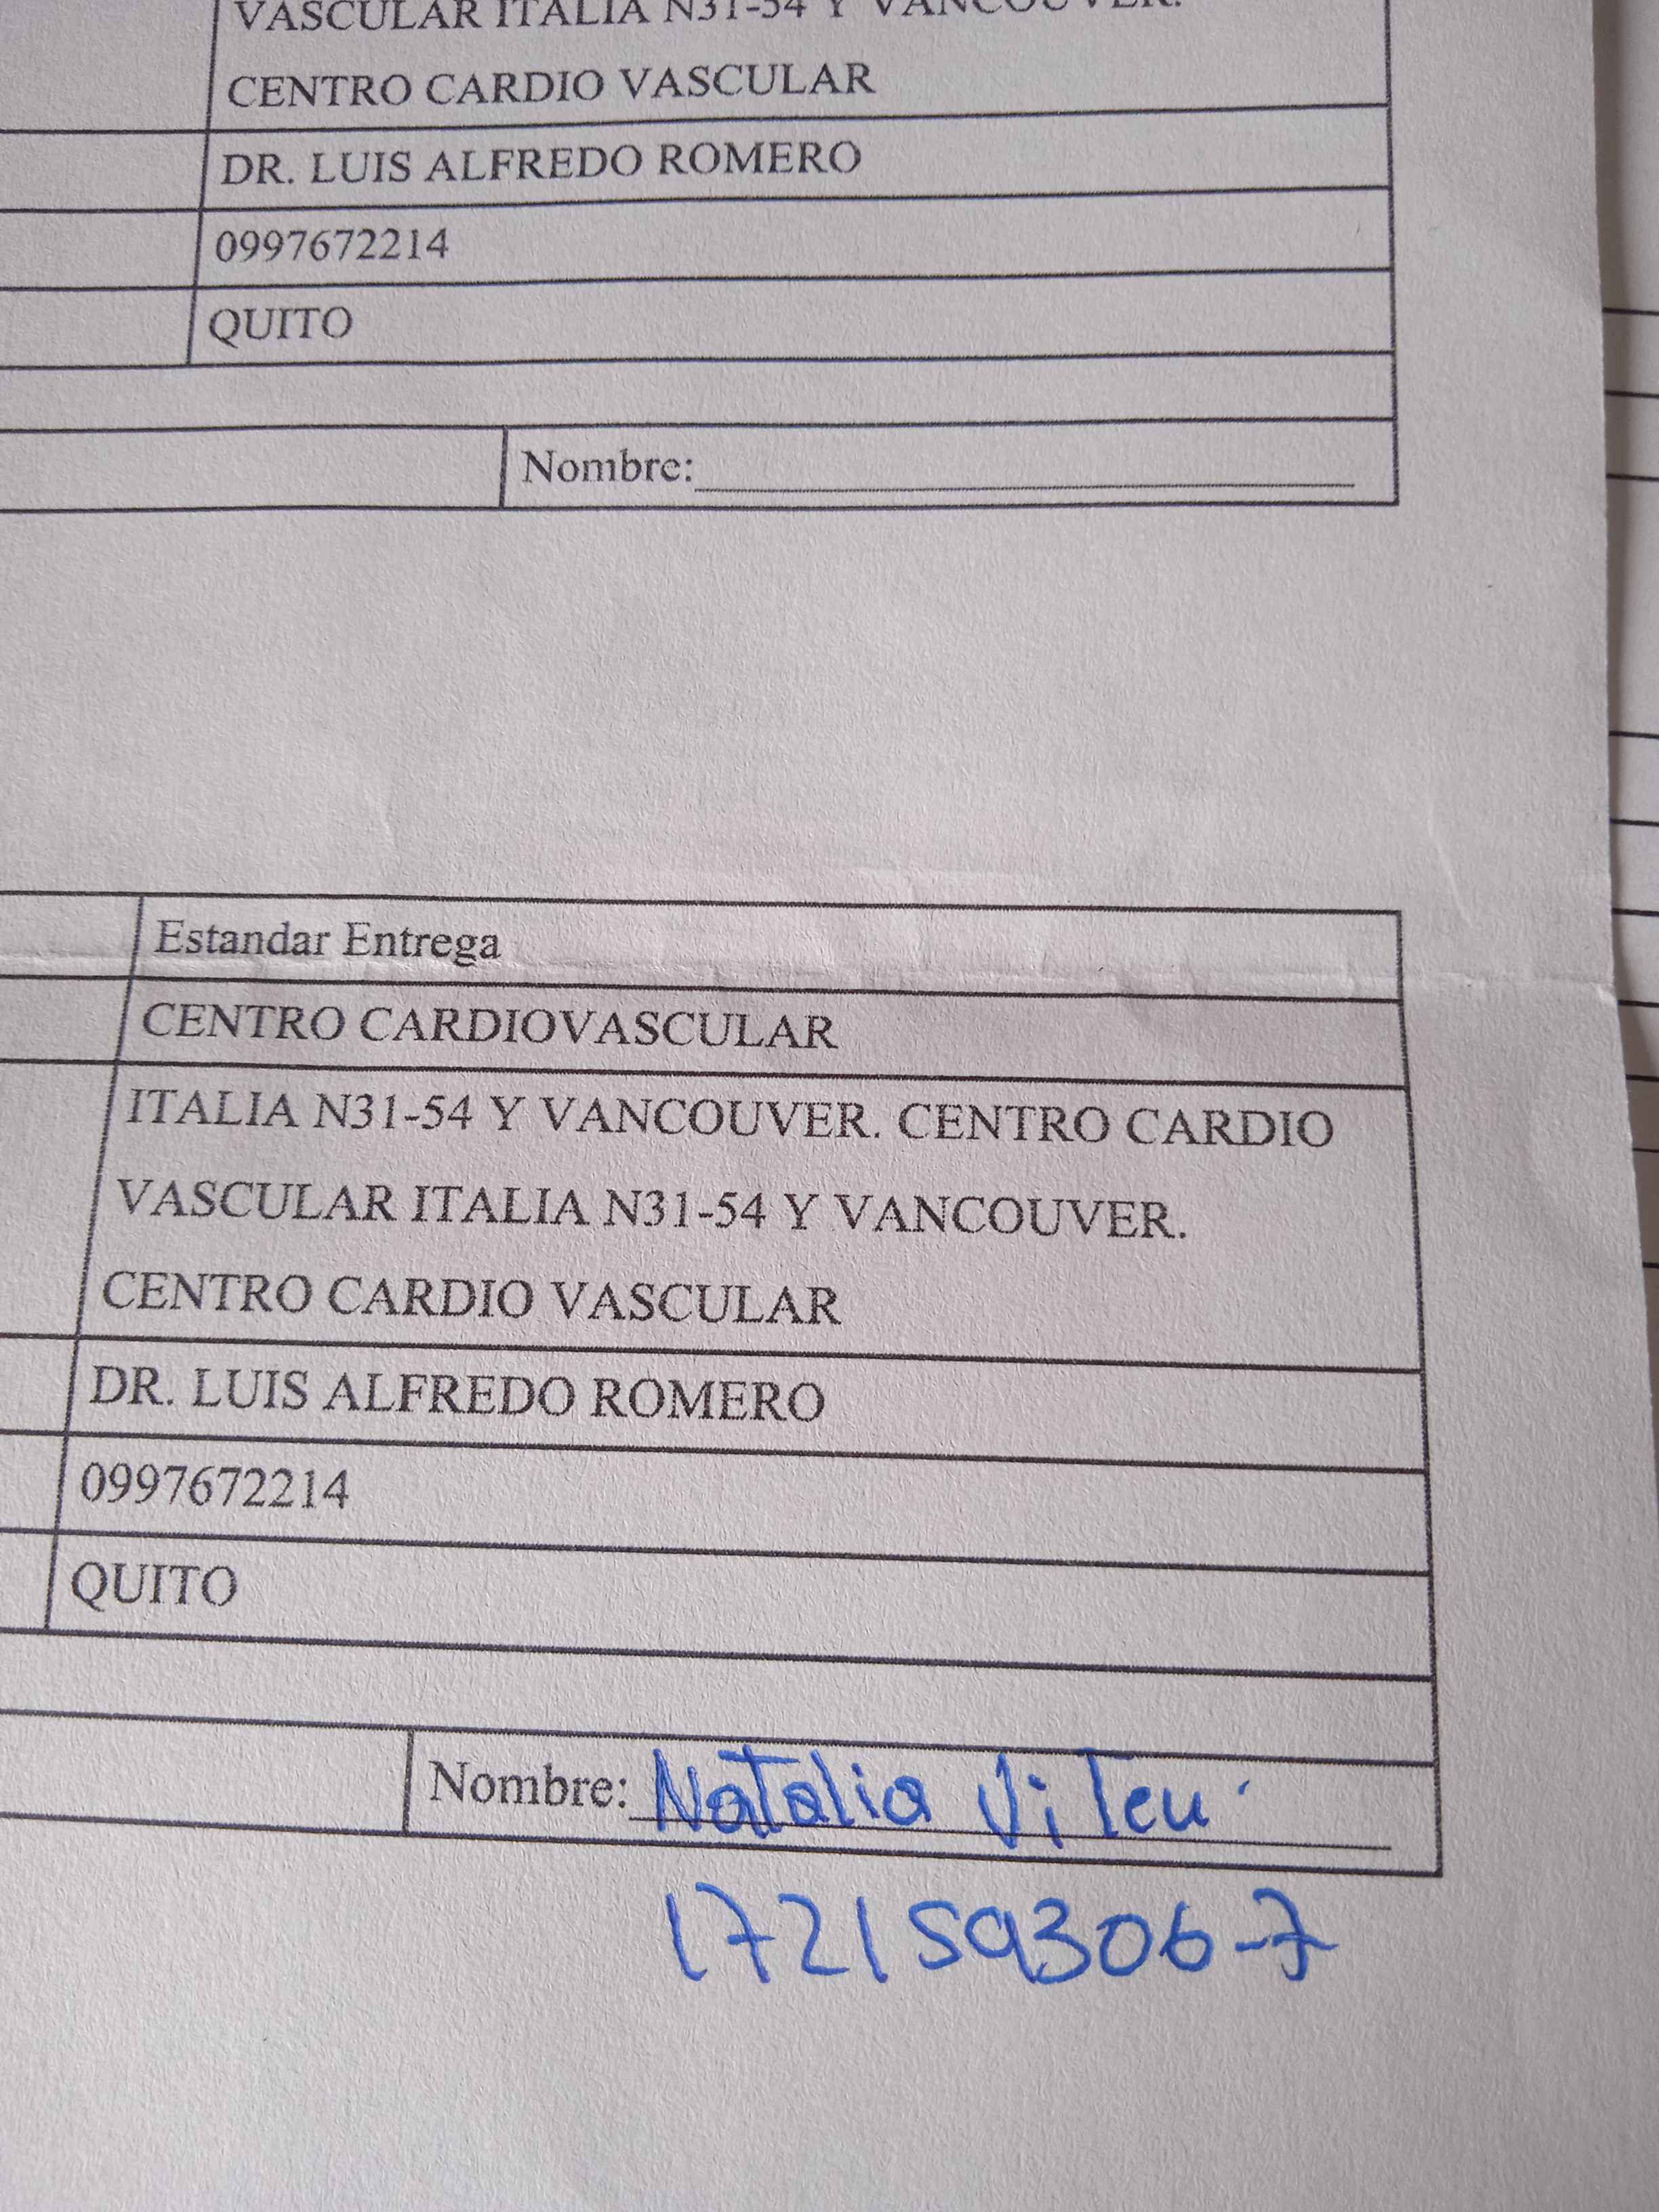 VASCULAR ITALIA N31-54 Y VANCOUVER.
CENTRO CARDIO VASCULAR
DR. LUIS ALFREDO ROMERO
0997672214
QUITO
Nombre:
Estandar Entrega
CENTRO CARDIOVASCULAR
ITALIA N31-54 Y VANCOUVER. CENTRO CARDIO
VASCULAR ITALIA N31-54 Y VANCOUVER.
CENTRO CARDIO VASCULAR
DR. LUIS ALFREDO ROMERO
0997672214
QUITO
Nombre: Natalia
172159306-7